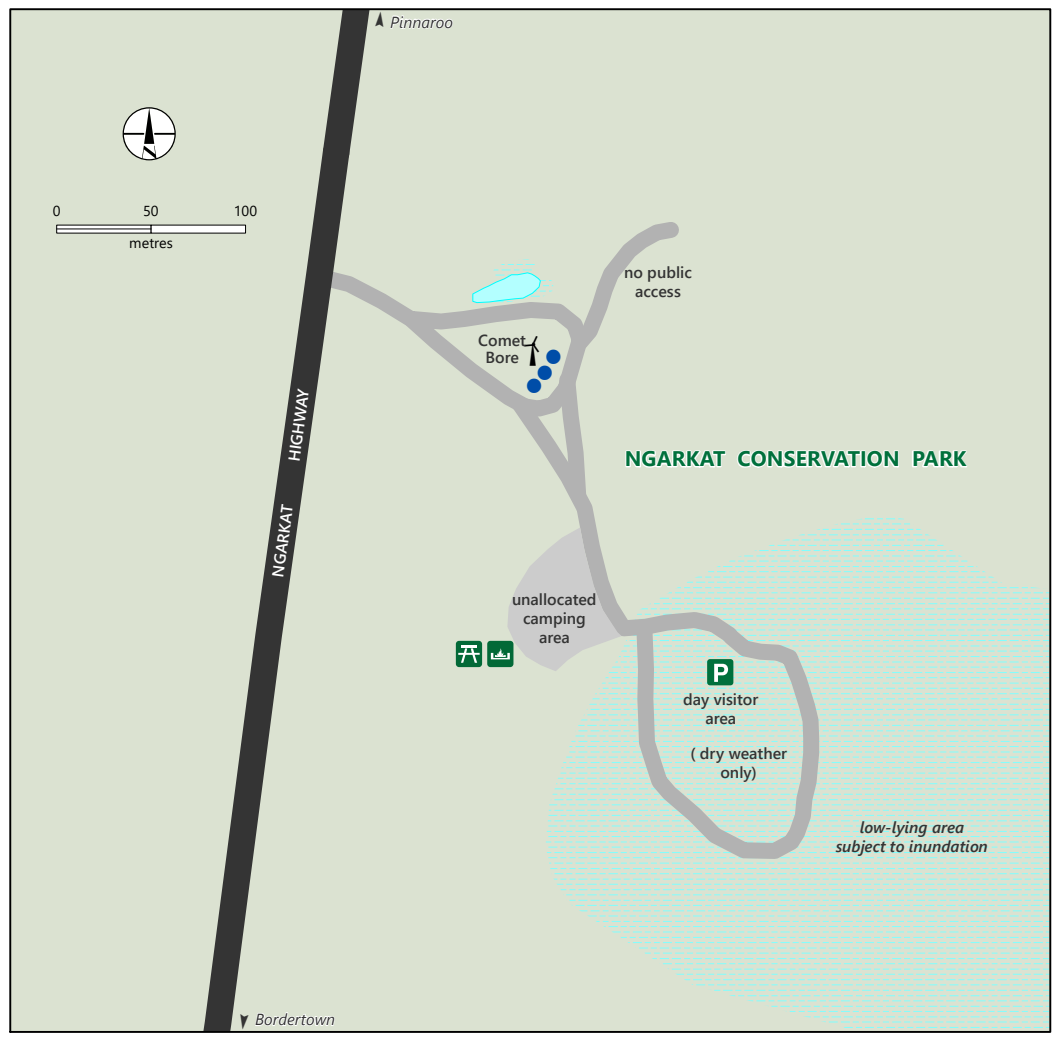 Pinnaroo
0 50 100
metres
no public
access
Comet
Bore
NGARKAT HIGHWAY
NGARKAT CONSERVATION PARK
unallocated
camping
area
P
day visitor
area
( dry weather
only)
low-lying area
subject to inundation
Bordertown